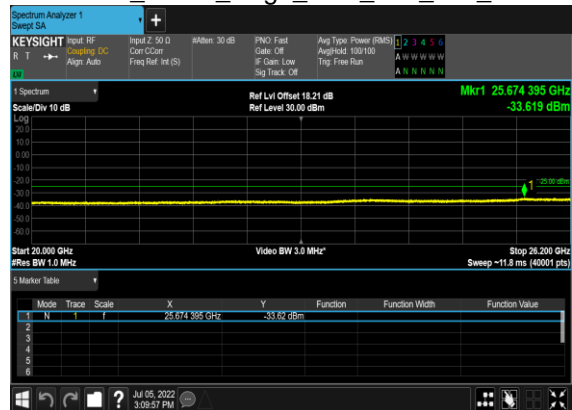 Spectrum Analyzer 1
Swept SA
+
KEYSIGHT Input: RF Input Z: 50 Ω #Atten: 30 dB PNO: Fast Avg Type: Power (RMS) 1 2 3 4 5 6
R T Coupling: DC Corr CCorr Gate: Off Avg|Hold: 100/100 A W W W W W
Align: Auto Freq Ref: Int (S) IF Gain: Low Trig: Free Run
LW Sig Track: Off A N N N N N
1 Spectrum Ref Lvl Offset 18.21 dB Mkr1 25.674 395 GHz
Scale/Div 10 dB Ref Level 30.00 dBm -33.619 dBm
Log
20.0
10.0
0.00
-10.0
-20.0
1 -25.00 dBm
-30.0
-40.0
-50.0
-60.0
Start 20.000 GHz Video BW 3.0 MHz* Stop 26.200 GHz
#Res BW 1.0 MHz Sweep ~11.8 ms (40001 pts)
5 Marker Table
Mode Trace Scale X Y Function Function Width Function Value
1 N 1 f 25.674 395 GHz -33.62 dBm
2
3
4
5
6
? Jul 05, 2022
3:09:57 PM